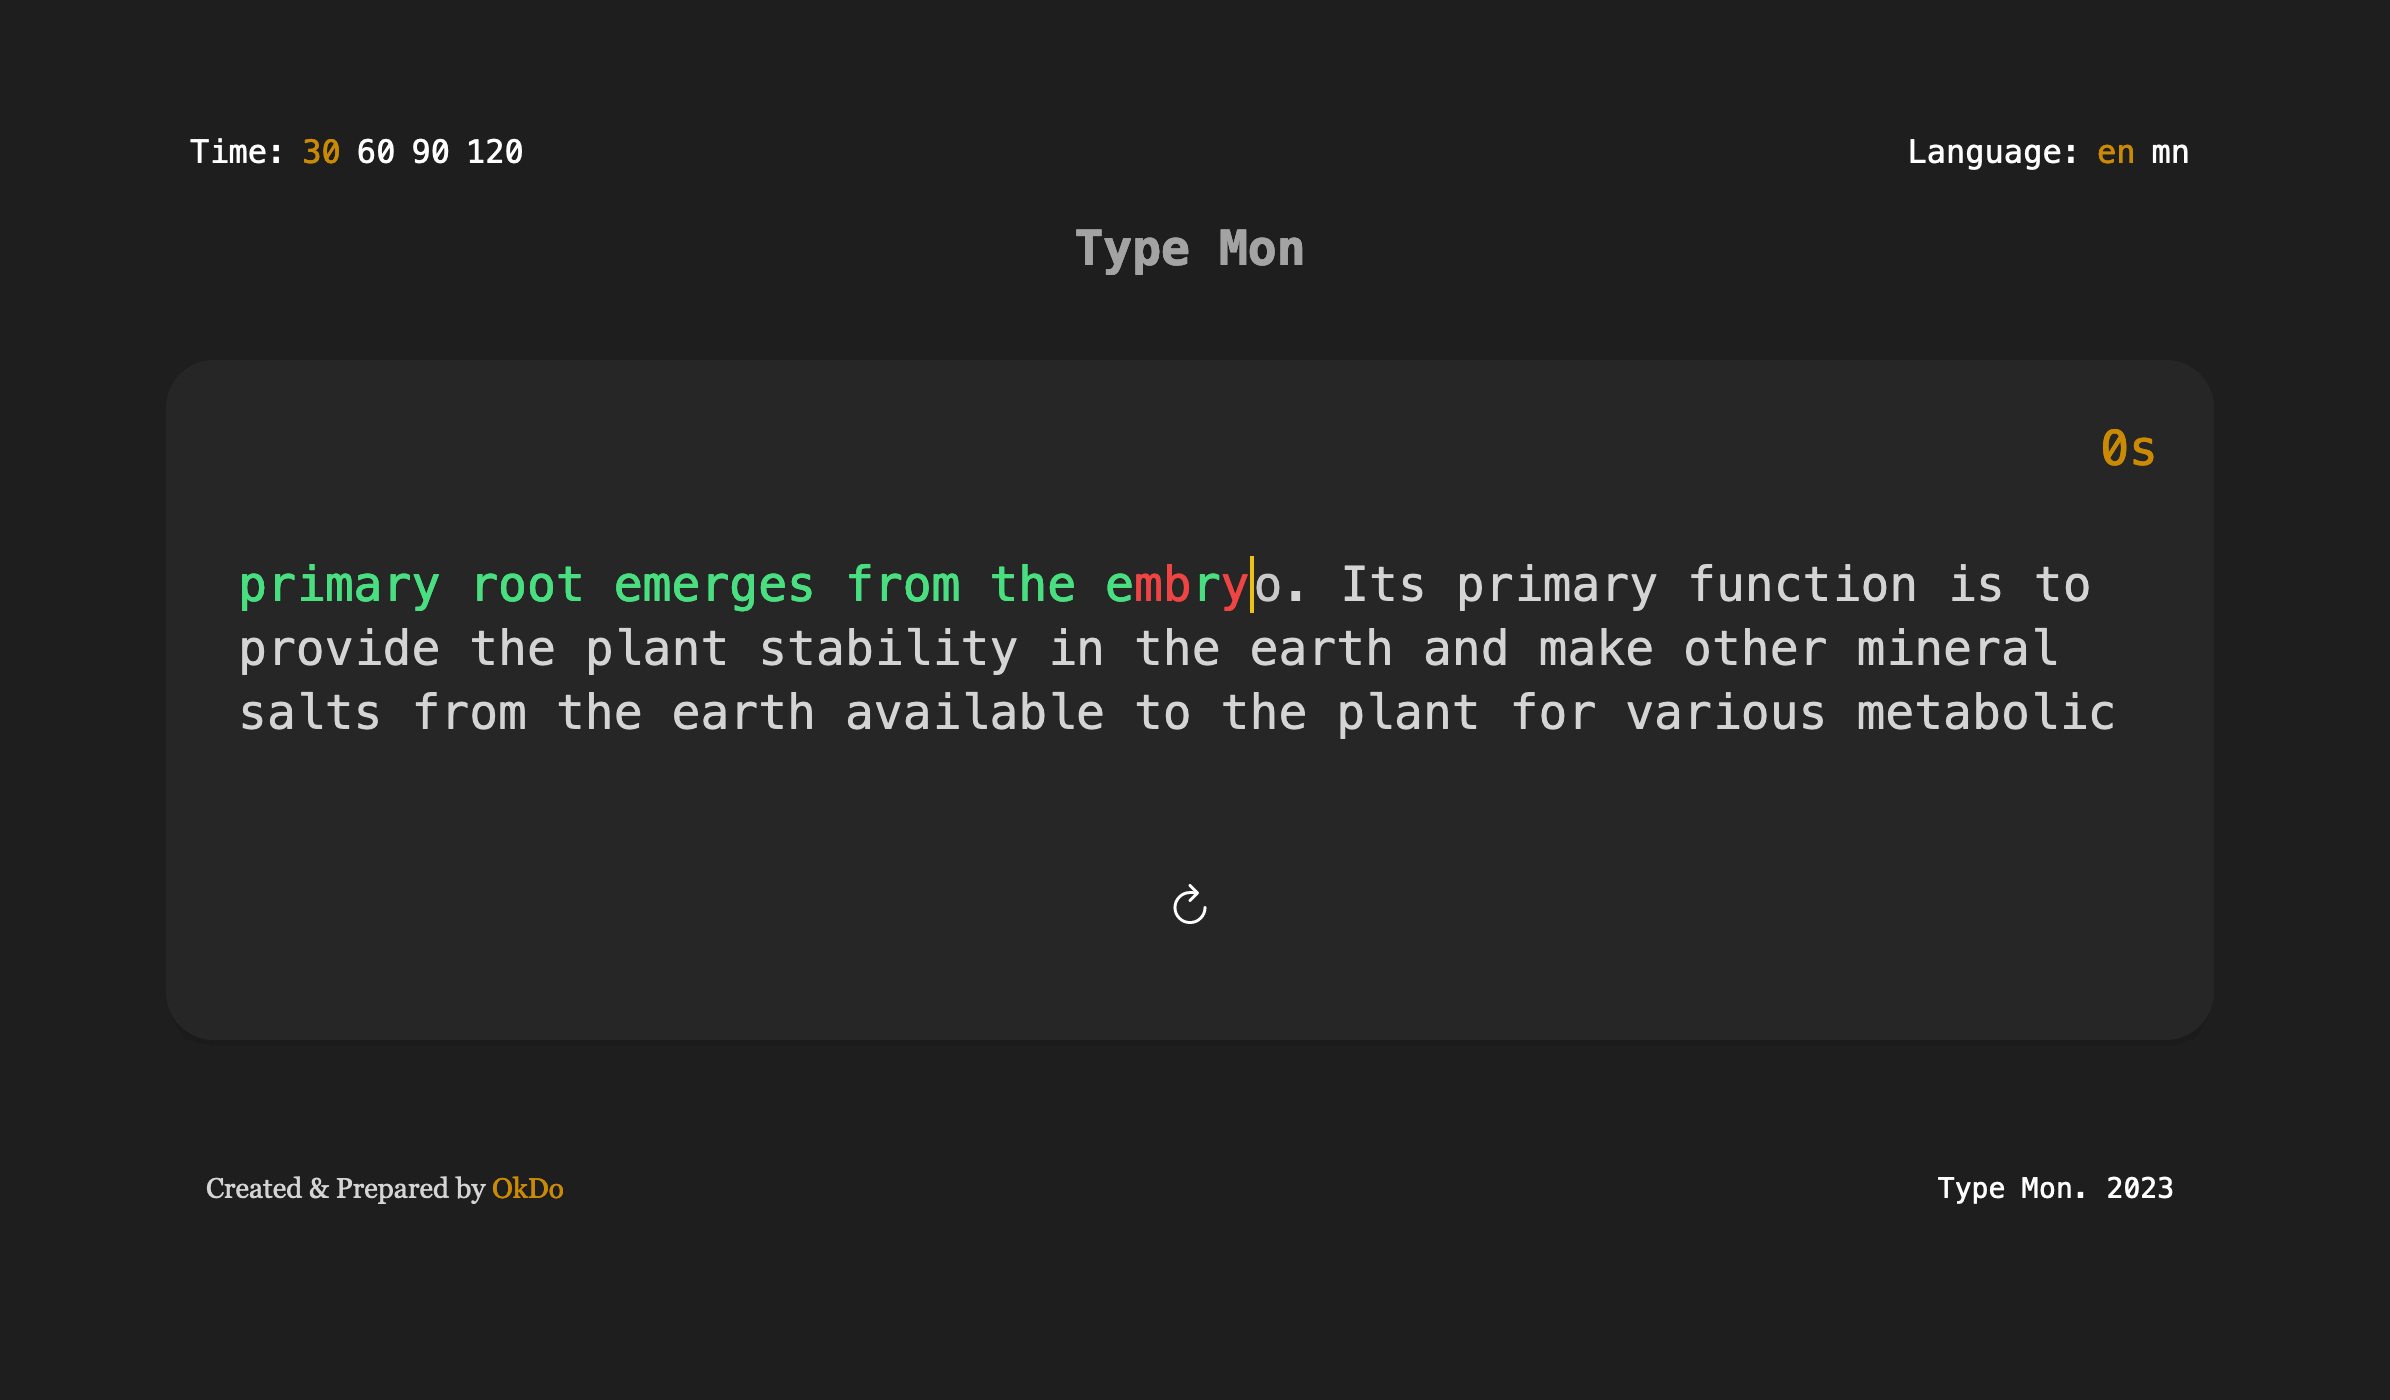 Time: 30 60 90 120
Language: en mn
Type Mon
0s
primary root emerges from the embryo. Its primary function is to
provide the plant stability in the earth and make other mineral
salts from the earth available to the plant for various metabolic
Created & Prepared by OkDo
Type Mon. 2023